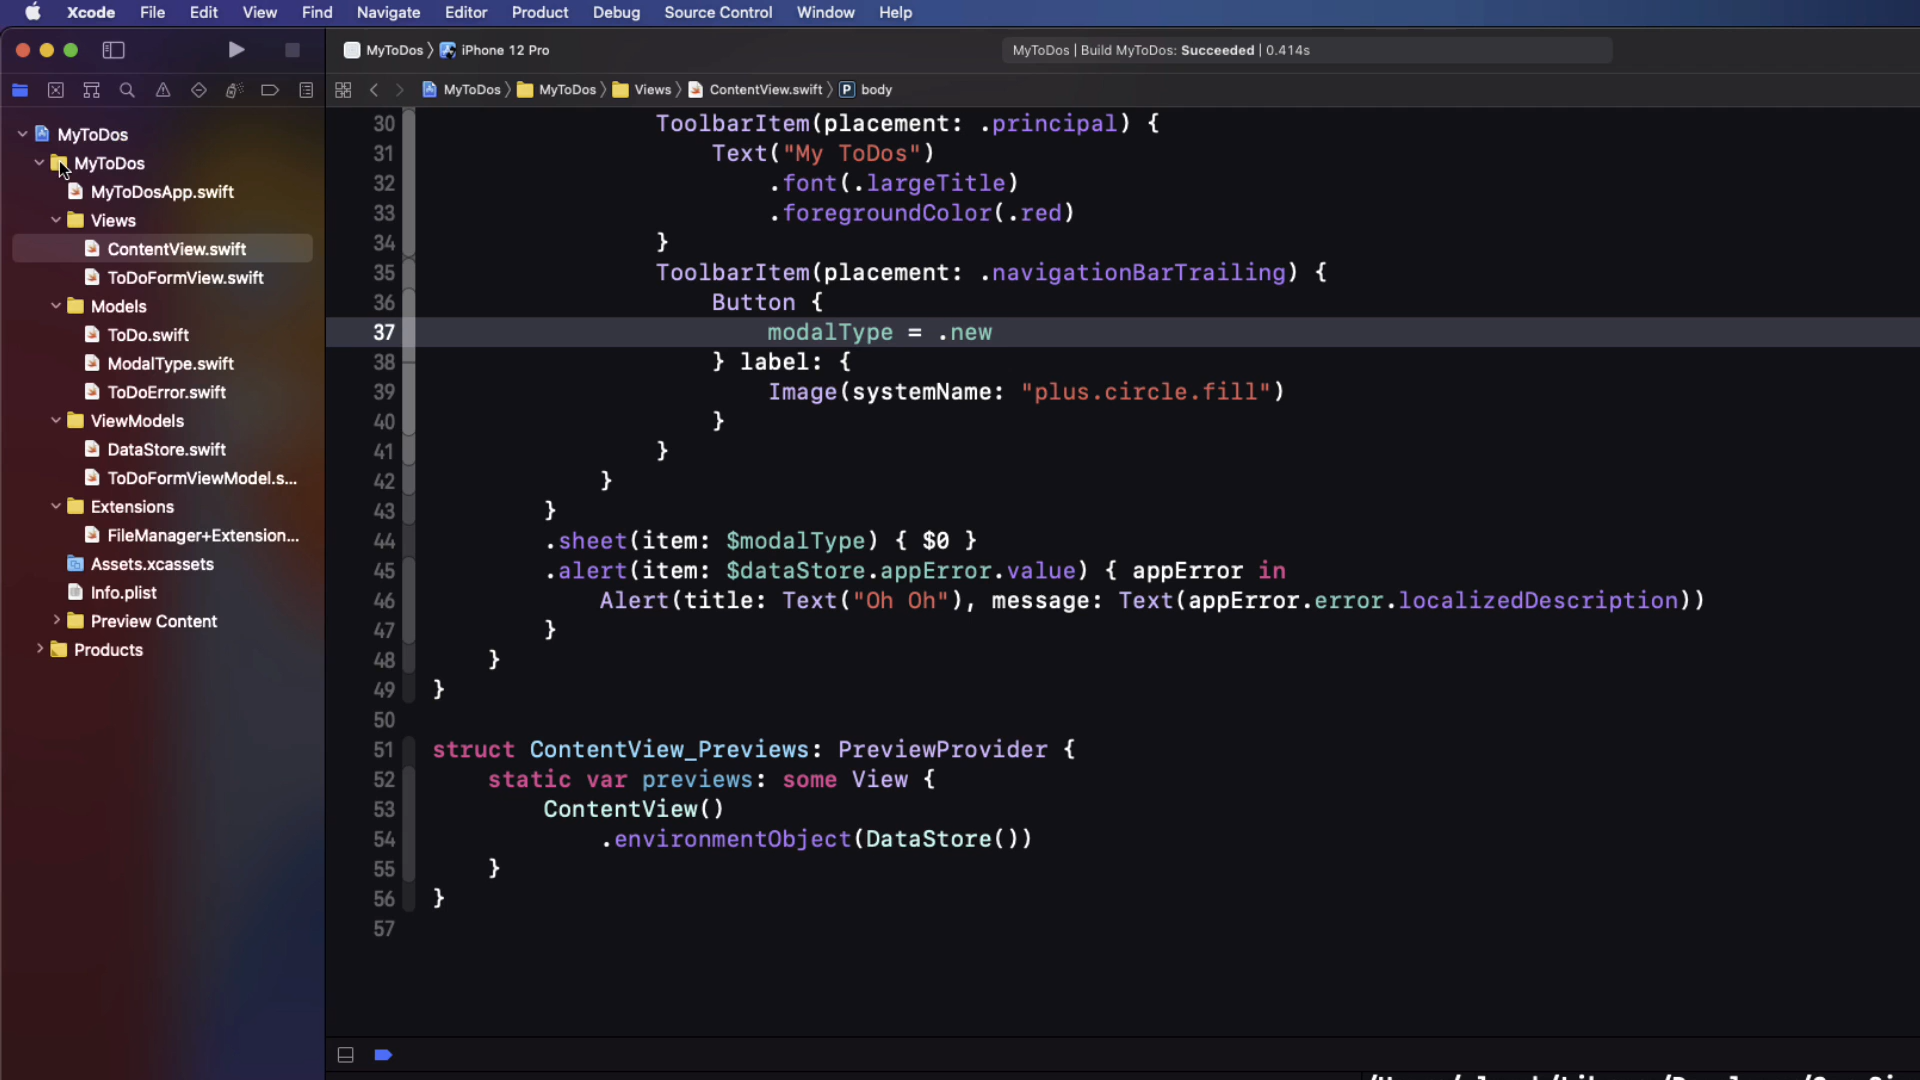 Xcode File Edit View Find Navigate Editor Product Debug Source Control Window Help
MyToDos iPhone 12 Pro
MyToDos | Build MyToDos: Succeeded | 0.414s
MyToDos MyToDos Views ContentView.swift P body
MyToDos
MyToDos
MyToDosApp.swift
Views
ContentView.swift
ToDoFormView.swift
Models
ToDo.swift
ModalType.swift
ToDoError.swift
ViewModels
DataStore.swift
ToDoFormViewModel.s...
Extensions
FileManager+Extension...
Assets.xcassets
Info.plist
Preview Content
Products
30 ToolbarItem(placement: .principal) {
31 Text("My ToDos")
32 .font(.largeTitle)
33 .foregroundColor(.red)
34 }
35 ToolbarItem(placement: .navigationBarTrailing) {
36 Button {
37 modalType = .new
38 } label: {
39 Image(systemName: "plus.circle.fill")
40 }
41 }
42 }
43 }
44 .sheet(item: $modalType) { $0 }
45 .alert(item: $dataStore.appError.value) { appError in
46 Alert(title: Text("Oh Oh"), message: Text(appError.error.localizedDescription))
47 }
48 }
49 }
50
51 struct ContentView_Previews: PreviewProvider {
52 static var previews: some View {
53 ContentView()
54 .environmentObject(DataStore())
55 }
56 }
57